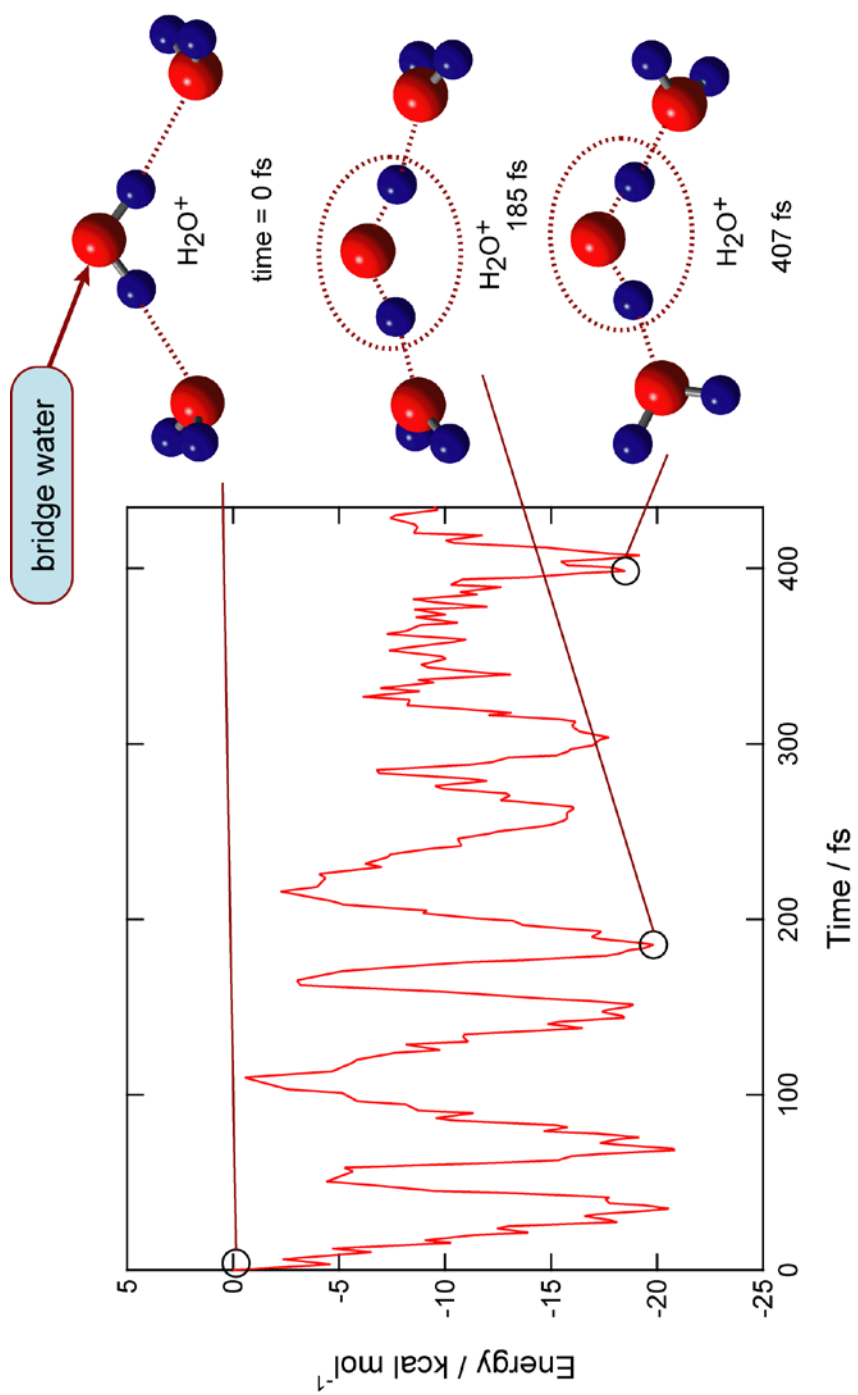 bridge water
H₂O⁺
time = 0 fs
H₂O⁺
185 fs
H₂O⁺
407 fs
5
0
-5
-10
-15
-20
-25
Energy / kcal mol⁻¹
0
100
200
300
400
Time / fs